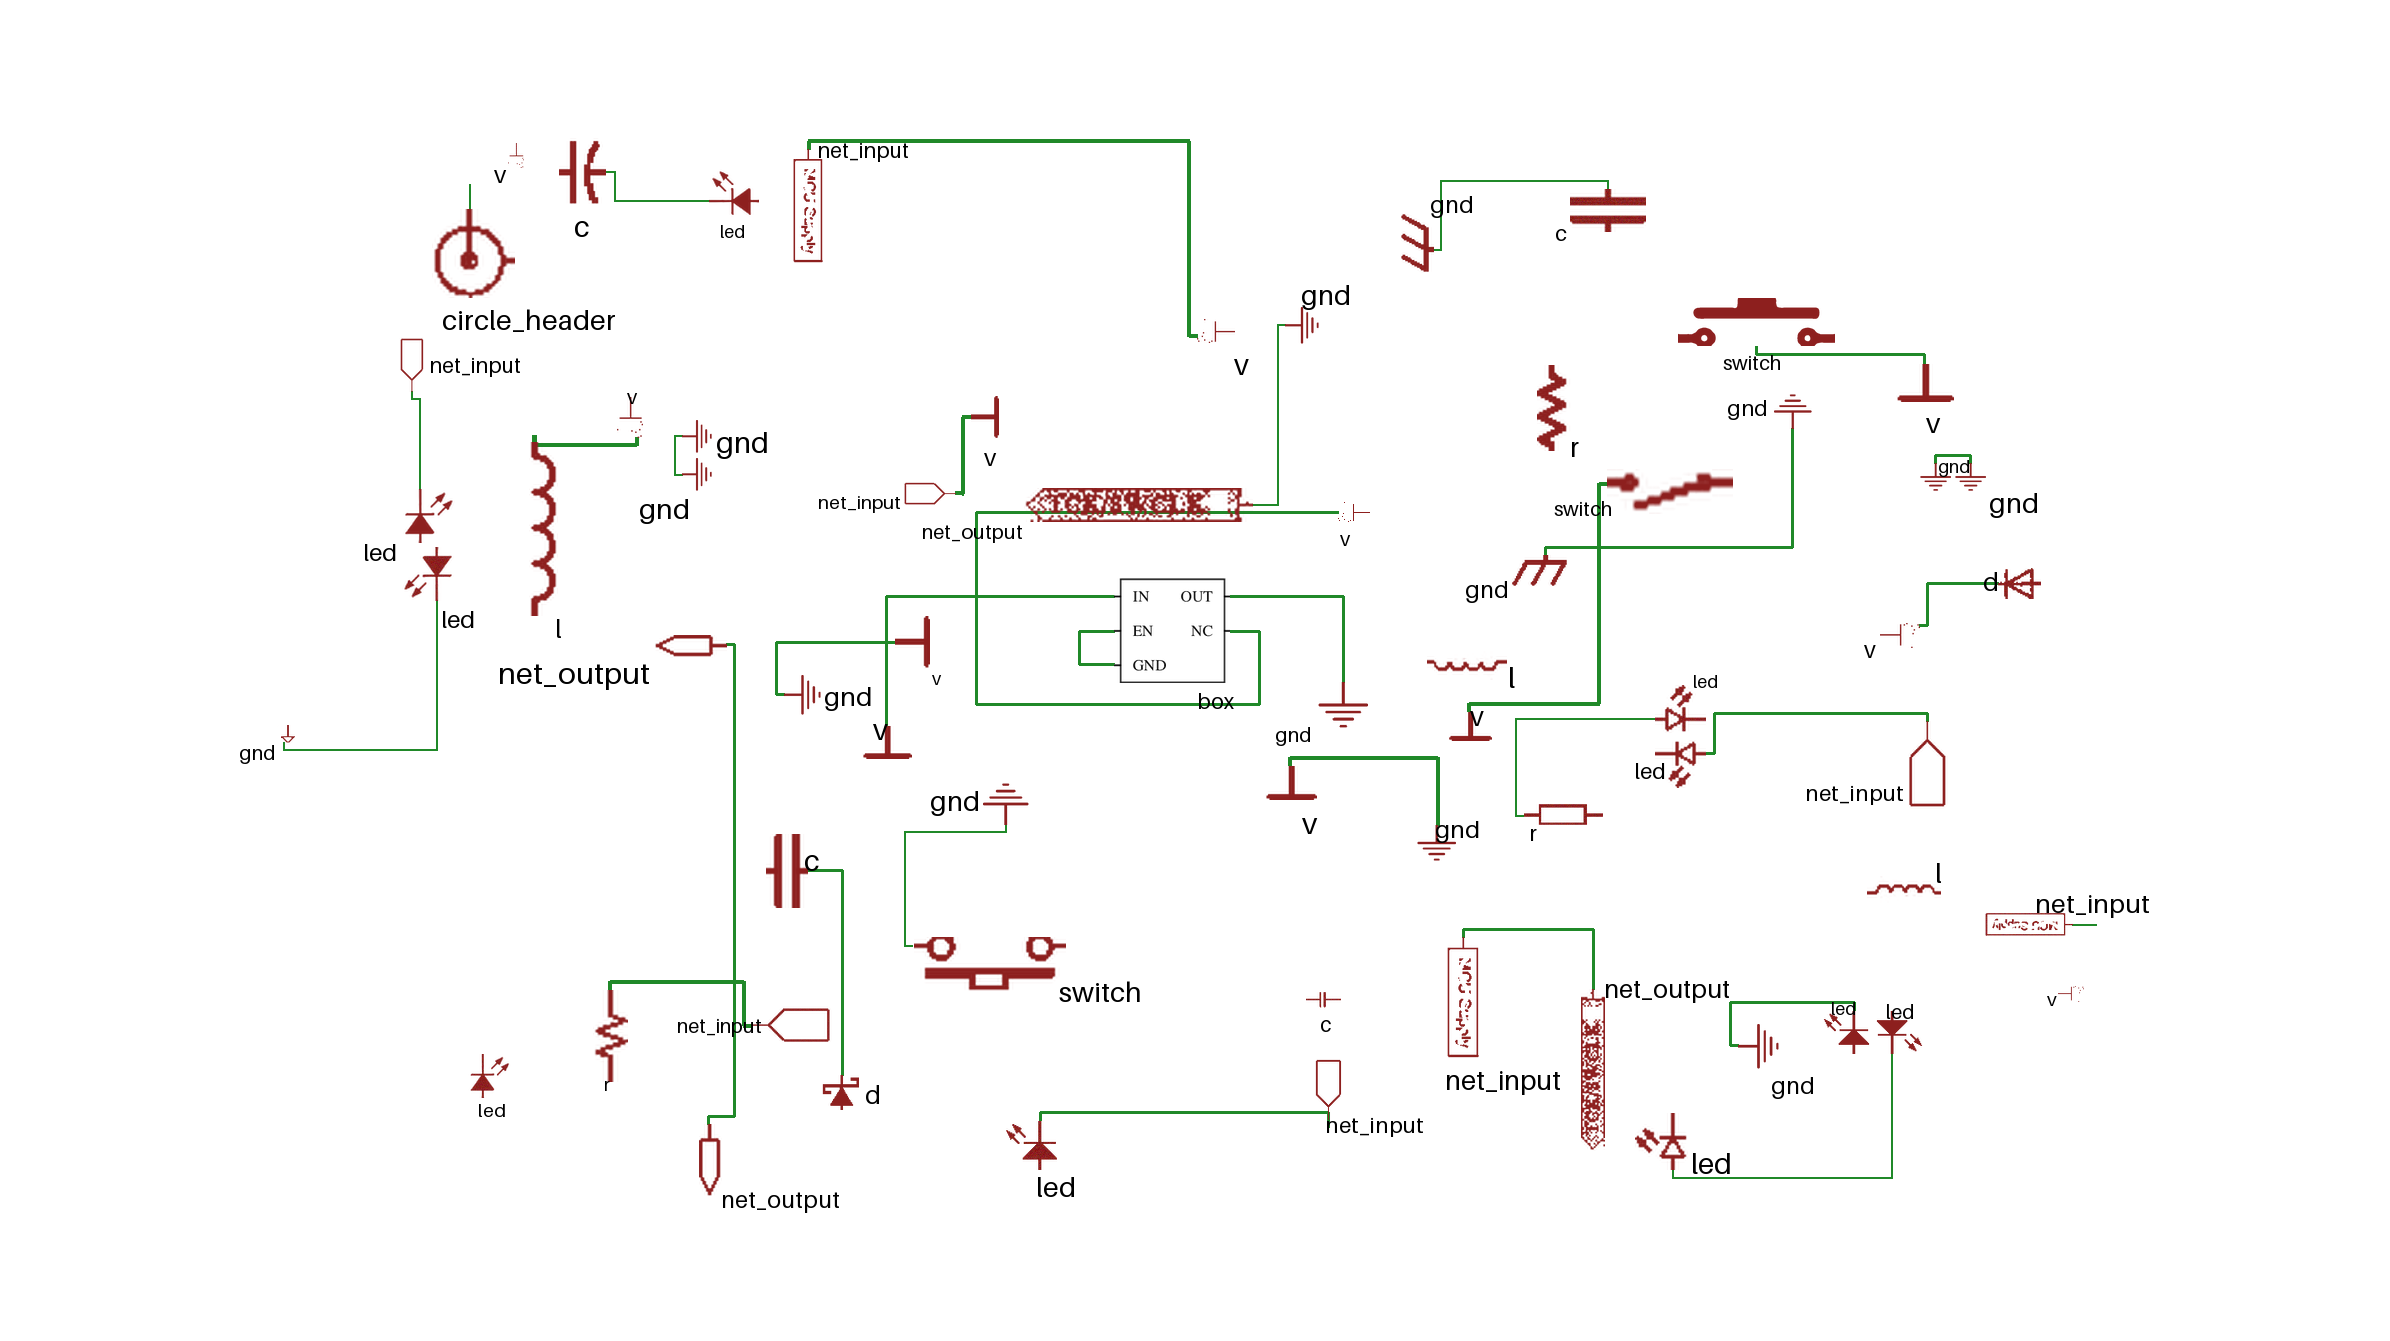 net_input
v
c
led
gnd
c
gnd
circle_header
switch
v
net_input
v
gnd
v
gnd
r
v
gnd
gnd
net_input
gnd
switch
net_output
v
led
d
gnd
IN OUT
led
l
EN NC
v
GND
net_output
l
led
v
gnd
box
v
v
gnd
gnd
led
net_input
gnd
v
gnd
r
c
l
net_input
net_output
switch
v
led
led
net_input
c
r
net_input
gnd
d
led
net_input
led
led
net_output